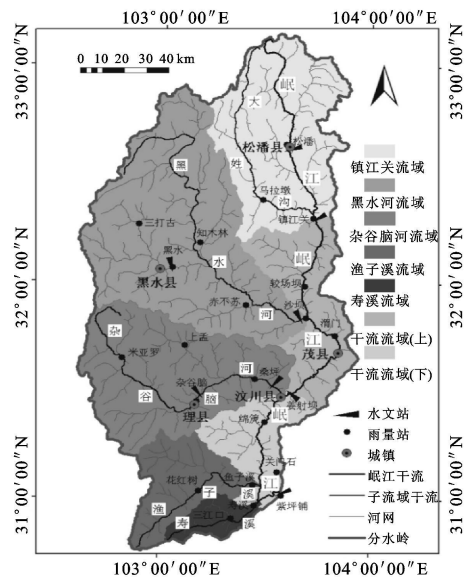 103°00′00″N
104°00′00″N
33°00′00″N
33°00′00″N
0 10 20 30 40 km
岷
大
松潘
松潘县
黑
姓
江
镇江关流域
马拉墩
沟
镇江关
黑水河流域
三打古
知木林
杂谷脑河流域
黑水
水
岷
渔子溪流域
黑水县
较场坝
寿溪流域
32°00′00″N
32°00′00″N
赤不苏
河
沙坝
渭门
江
干流流域(上)
杂
上孟
茂县
米亚罗
河
桑坪
干流流域(下)
杂谷脑
汶川县
谷
脑
姜射坝
理县
岷
水文站
绵篪
雨量站
关门石
城镇
花红树
鱼子溪
江
岷江干流
子
溪
紫坪铺
子流域干流
31°00′00″N
31°00′00″N
渔
寿溪
河网
三江口
寿
溪
分水岭
103°00′00″N
104°00′00″N